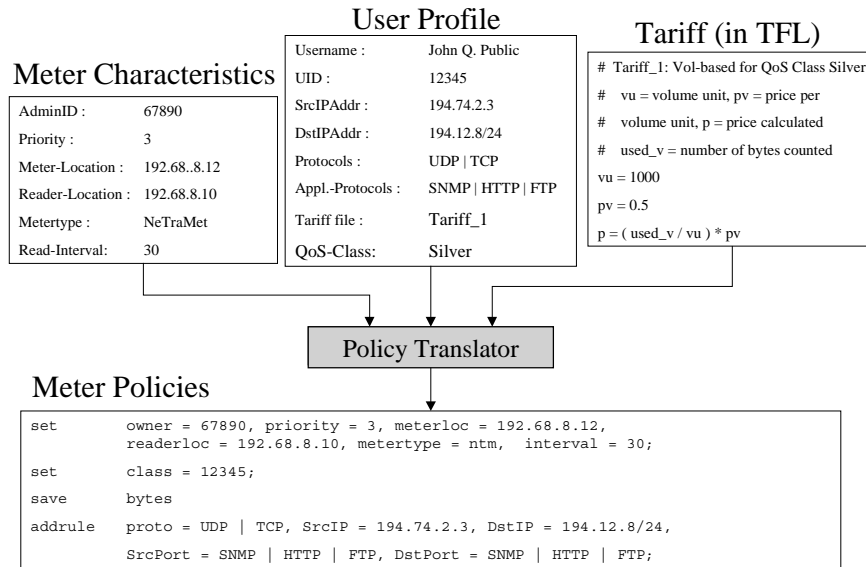 Meter Characteristics
AdminID : 67890
Priority : 3
Meter-Location : 192.68..8.12
Reader-Location : 192.68.8.10
Metertype : NeTraMet
Read-Interval: 30
User Profile
Username : John Q. Public
UID : 12345
SrcIPAddr : 194.74.2.3
DstIPAddr : 194.12.8/24
Protocols : UDP | TCP
Appl.-Protocols : SNMP | HTTP | FTP
Tariff file : Tariff_1
QoS-Class: Silver
Tariff (in TFL)
# Tariff_1: Vol-based for QoS Class Silver
# vu = volume unit, pv = price per
# volume unit, p = price calculated
# used_v = number of bytes counted
vu = 1000
pv = 0.5
p = ( used_v / vu ) * pv
Policy Translator
Meter Policies
set owner = 67890, priority = 3, meterloc = 192.68.8.12,
readerloc = 192.68.8.10, metertype = ntm, interval = 30;
set class = 12345;
save bytes
addrule proto = UDP | TCP, SrcIP = 194.74.2.3, DstIP = 194.12.8/24,
SrcPort = SNMP | HTTP | FTP, DstPort = SNMP | HTTP | FTP;